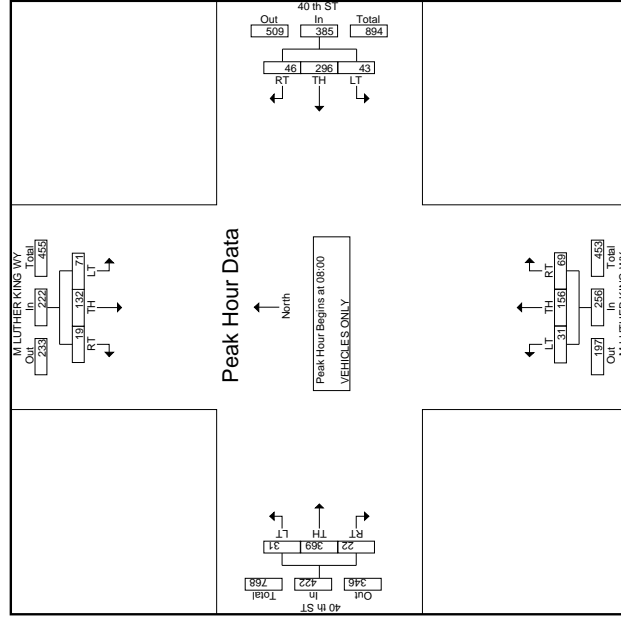 40 th ST
Out In Total
509 385 894
46 296 43
RT TH LT
M LUTHER KING WY
Out In Total
233 222 455
19 132 71
RT TH LT
Peak Hour Data
North
Peak Hour Begins at 08:00
VEHICLES ONLY
LT TH RT
31 156 69
197 256 453
Out In Total
M LUTHER KING WY
LT TH RT
31 369 22
768 422 346
Total In Out
40 th ST